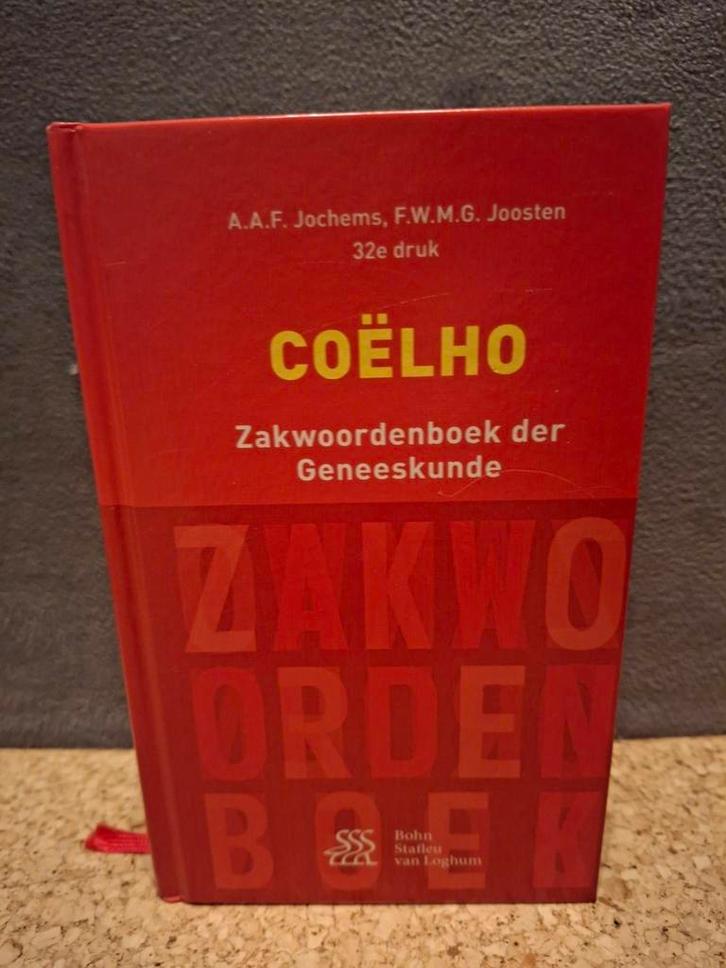 A.A.F. Jochems, F.W.M.G. Joosten
32e druk
COËLHO
Zakwoordenboek der
Geneeskunde
ZAKWO
ORDEN
BOEK
Bohn
Stafleu
van Loghum